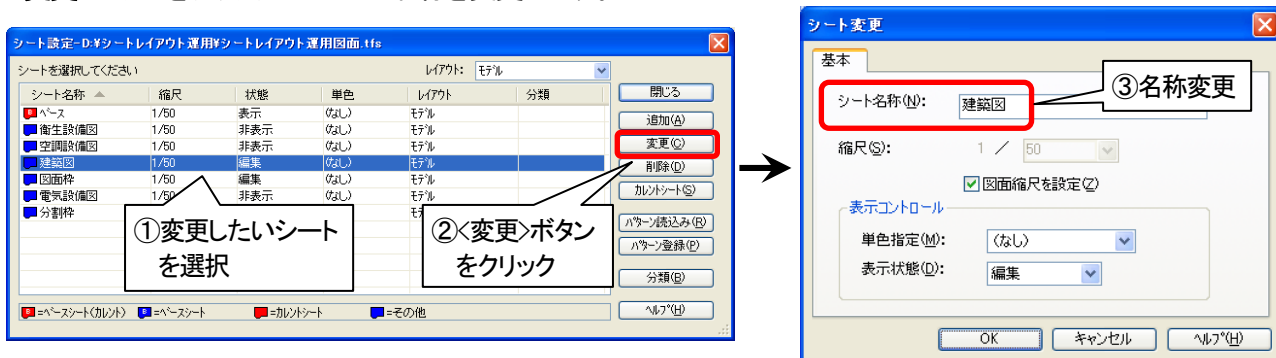 シート設定-D:¥シートレイアウト運用¥シートレイアウト運用図面.tfs
シートを選択してください
レイアウト: モデル
シート名称 縮尺 状態 単色 レイアウト 分類
ベース 1/50 表示 (なし) モデル
衛生設備図 1/50 非表示 (なし) モデル
空調設備図 1/50 非表示 (なし) モデル
建築図 1/50 編集 (なし) モデル
図面枠 1/50 編集 (なし) モデル
電気設備図 1/50 非表示 (なし) モデル
分割枠
閉じる
追加(A)
変更(C)
削除(D)
カレントシート(S)
パターン読込み(R)
パターン登録(P)
分類(B)
ヘルプ(H)
①変更したいシート
を選択
②<変更>ボタン
をクリック
=ベースシート(カレント) =ベースシート =カレントシート =その他
シート変更
基本
シート名称(N): 建築図
③名称変更
縮尺(S): 1 / 50
図面縮尺を設定(Z)
表示コントロール
単色指定(M): (なし)
表示状態(D): 編集
OK キャンセル ヘルプ(H)